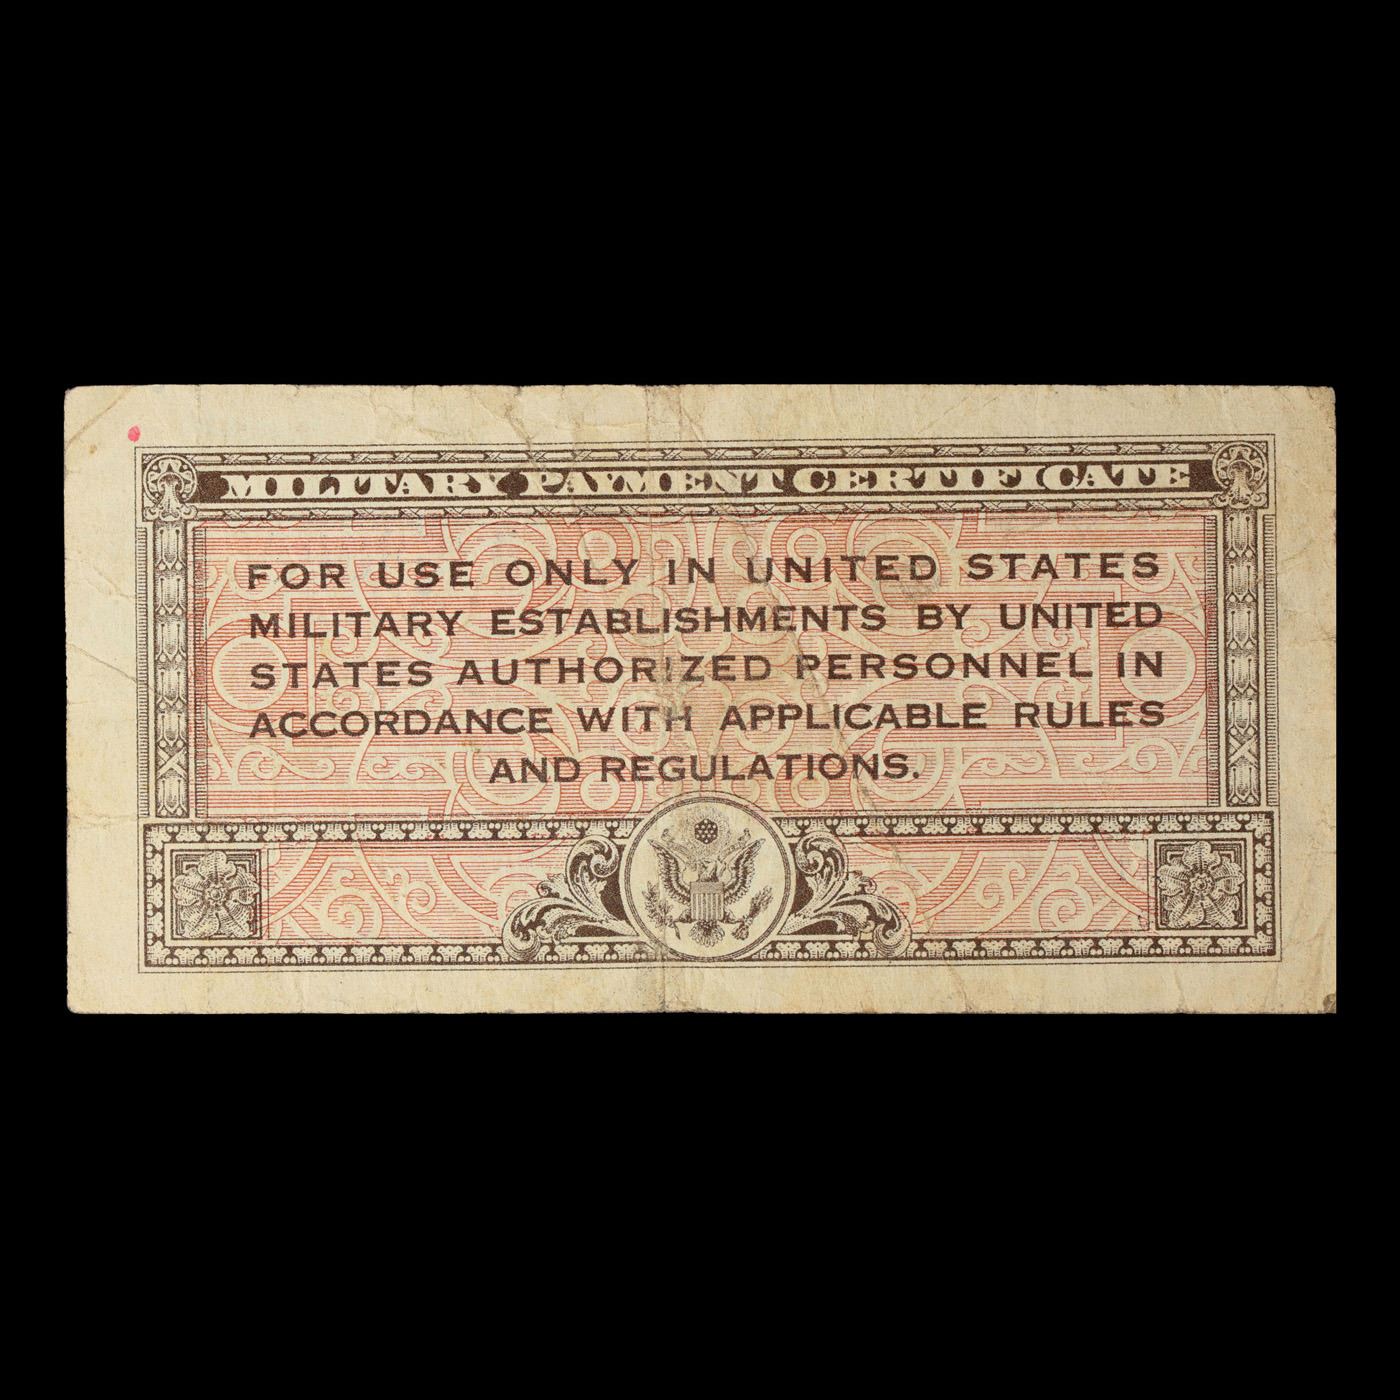 MILITARY PAYMENT CERTIFICATE
FOR USE ONLY IN UNITED STATES
MILITARY ESTABLISHMENTS BY UNITED
STATES AUTHORIZED PERSONNEL IN
ACCORDANCE WITH APPLICABLE RULES
AND REGULATIONS.